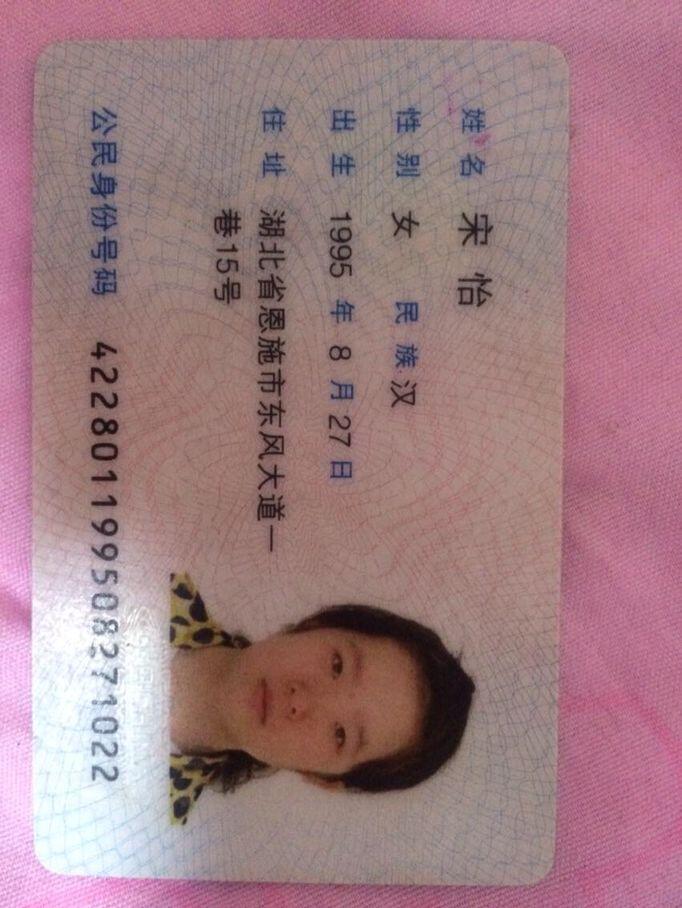 姓名 宋怡
性别 女 民族 汉
出生 1995 年 8 月 27 日
住址 湖北省恩施市东风大道一
巷15号
公民身份号码 422801199508271022